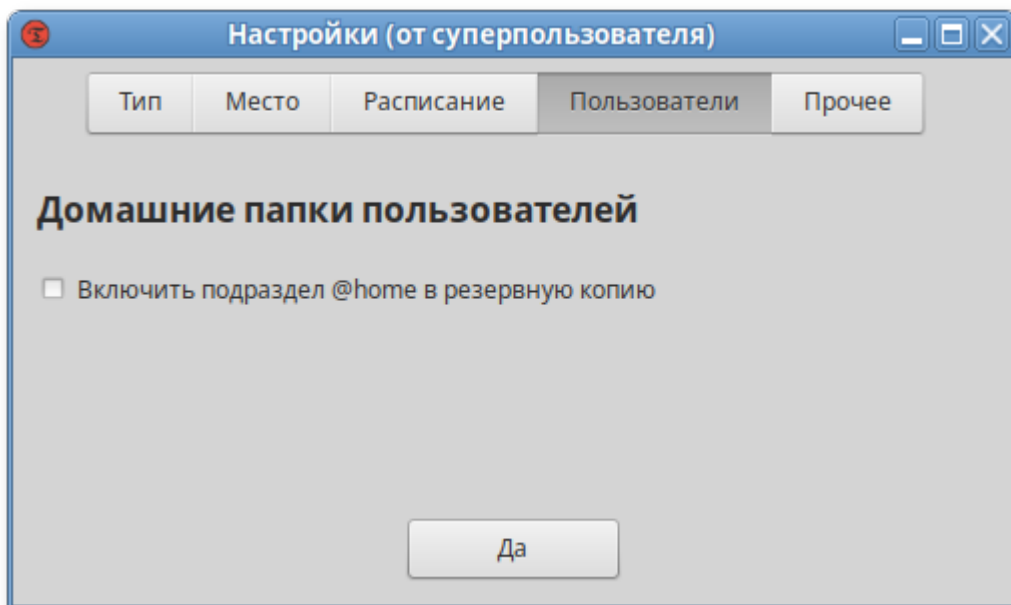 Настройки (от суперпользователя)
Тип Место Расписание Пользователи Прочее
Домашние папки пользователей
Включить подраздел @home в резервную копию
Да